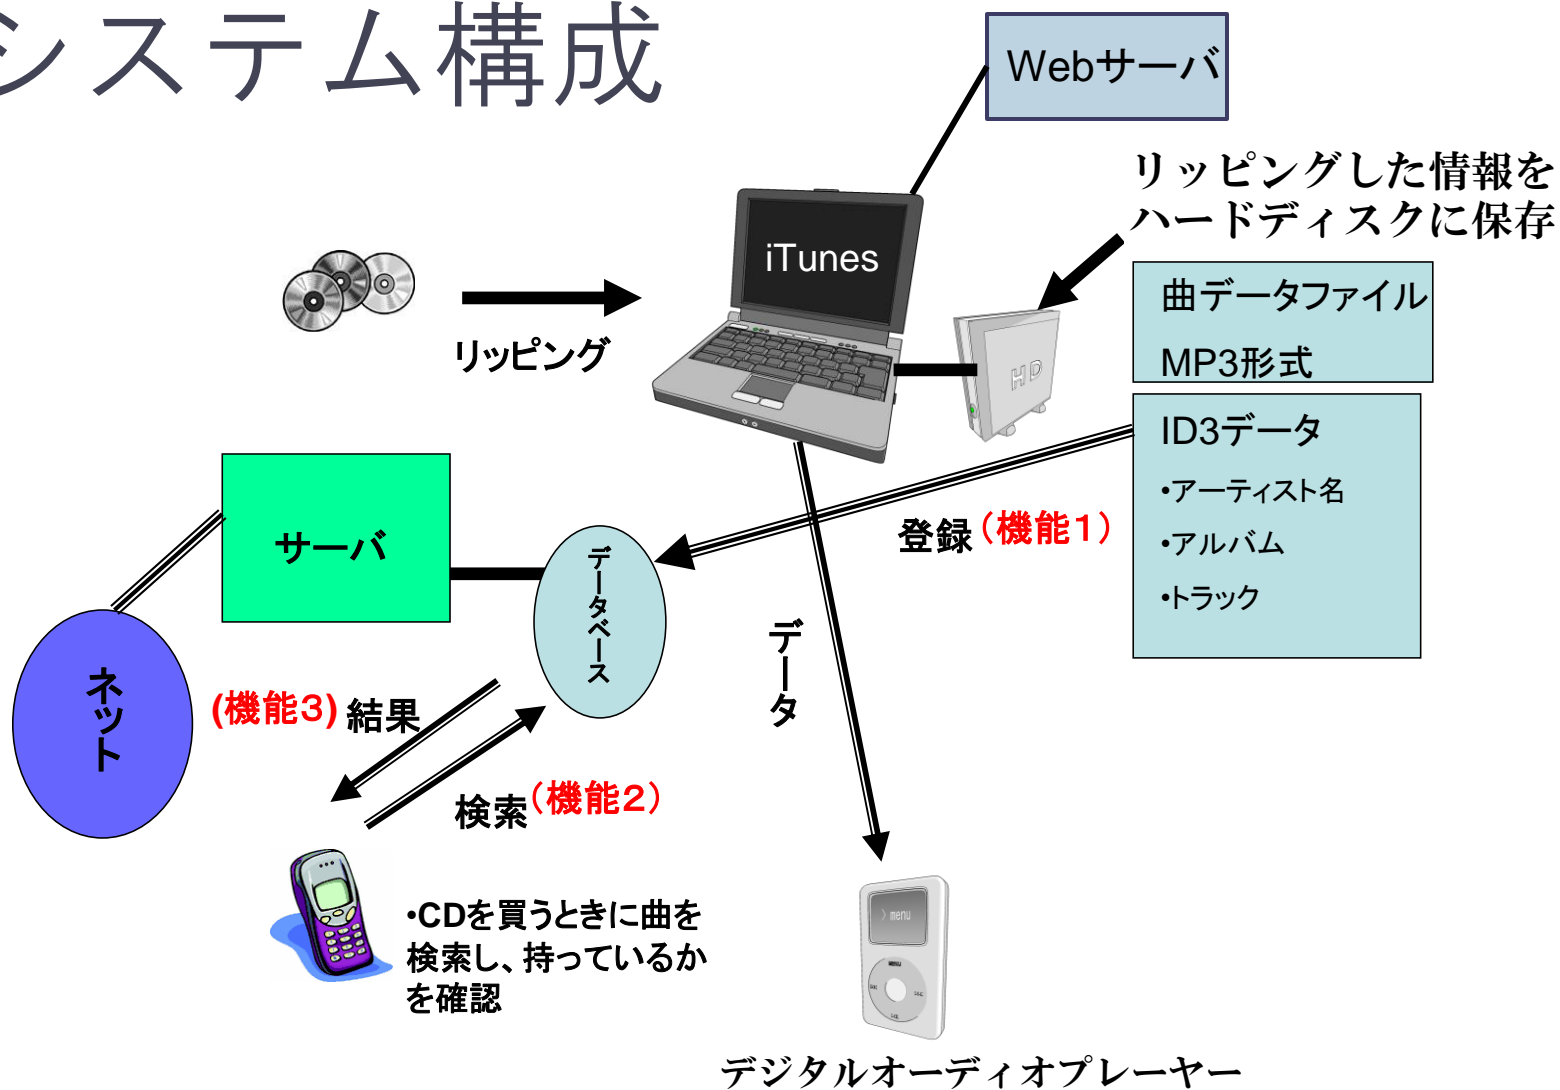 システム構成
Webサーバ
リッピングした情報を
ハードディスクに保存
iTunes
リッピング
HD
曲データファイル
MP3形式
ID3データ
•アーティスト名
•アルバム
•トラック
登録（機能１）
サーバ
データベース
データ
ネット
(機能３) 結果
検索（機能２）
•CDを買うときに曲を
検索し、持っているか
を確認
> menu
MENU
デジタルオーディオプレーヤー